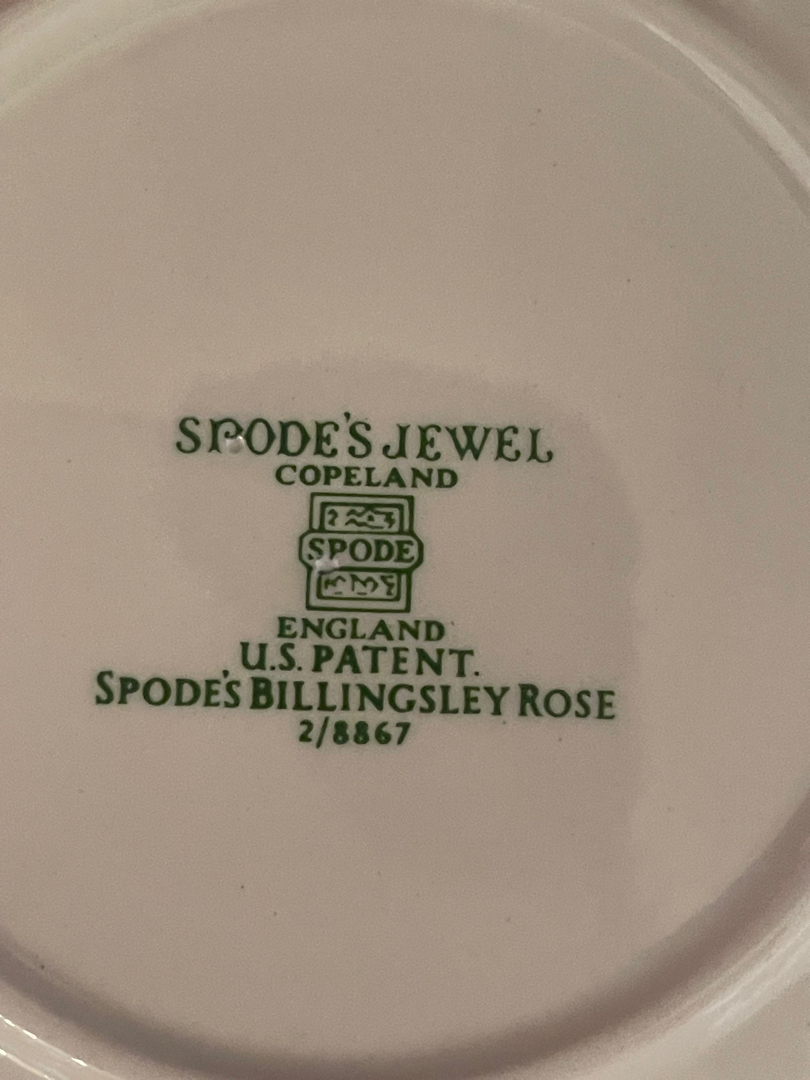 SPODE'S JEWEL
COPELAND
SPODE
ENGLAND
U.S. PATENT.
SPODE'S BILLINGSLEY ROSE
2/8867